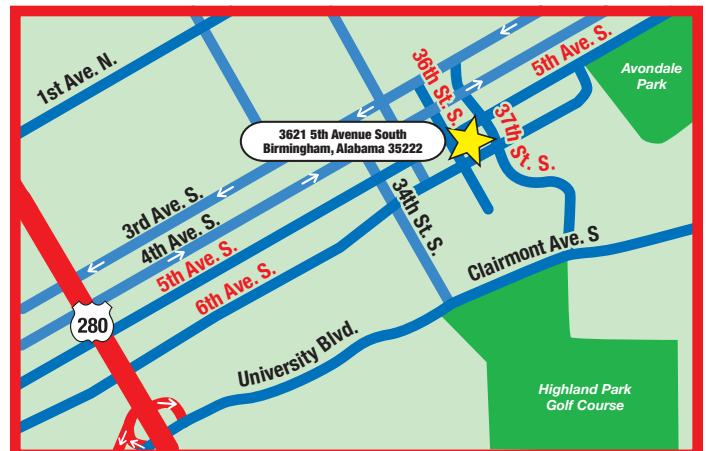 1st Ave. N.
36th St. S.
5th Ave. S.
Avondale
Park
3621 5th Avenue South
Birmingham, Alabama 35222
37th St. S.
3rd Ave. S.
34th St. S.
4th Ave. S.
5th Ave. S.
Clairmont Ave. S
6th Ave. S.
280
University Blvd.
Highland Park
Golf Course